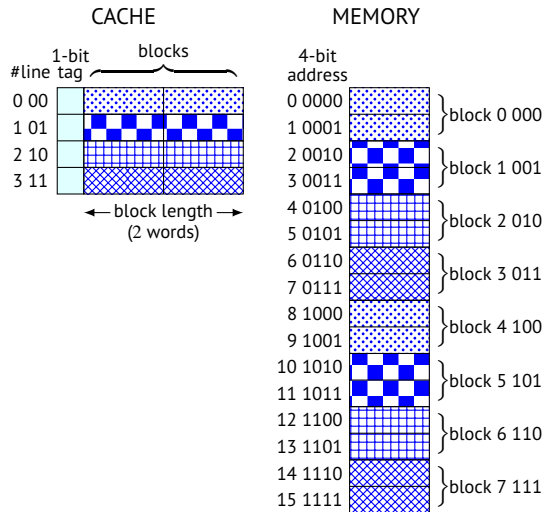 CACHE
1-bit
tag
blocks
#line
0 00
1 01
2 10
3 11
block length
(2 words)
MEMORY
4-bit
address
0 0000
1 0001
2 0010
3 0011
4 0100
5 0101
6 0110
7 0111
8 1000
9 1001
10 1010
11 1011
12 1100
13 1101
14 1110
15 1111
block 0 000
block 1 001
block 2 010
block 3 011
block 4 100
block 5 101
block 6 110
block 7 111